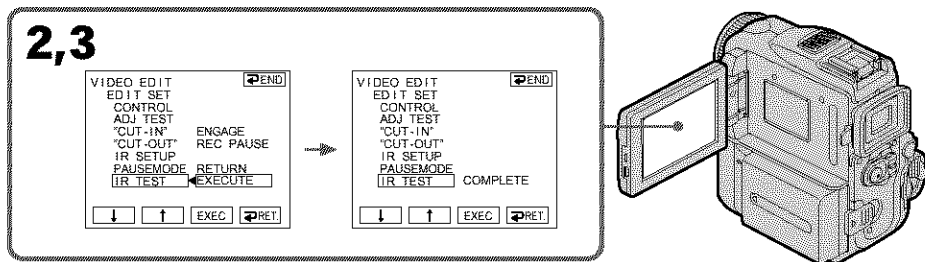 2,3
VIDEO EDIT END
EDIT SET
CONTROL
ADJ TEST
"CUT-IN" ENGAGE
"CUT-OUT" REC PAUSE
IR SETUP
PAUSEMODE RETURN
IR TEST EXECUTE
↓ ↑ EXEC RET.
VIDEO EDIT END
EDIT SET
CONTROL
ADJ TEST
"CUT-IN"
"CUT-OUT"
IR SETUP
PAUSEMODE
IR TEST COMPLETE
↓ ↑ EXEC RET.